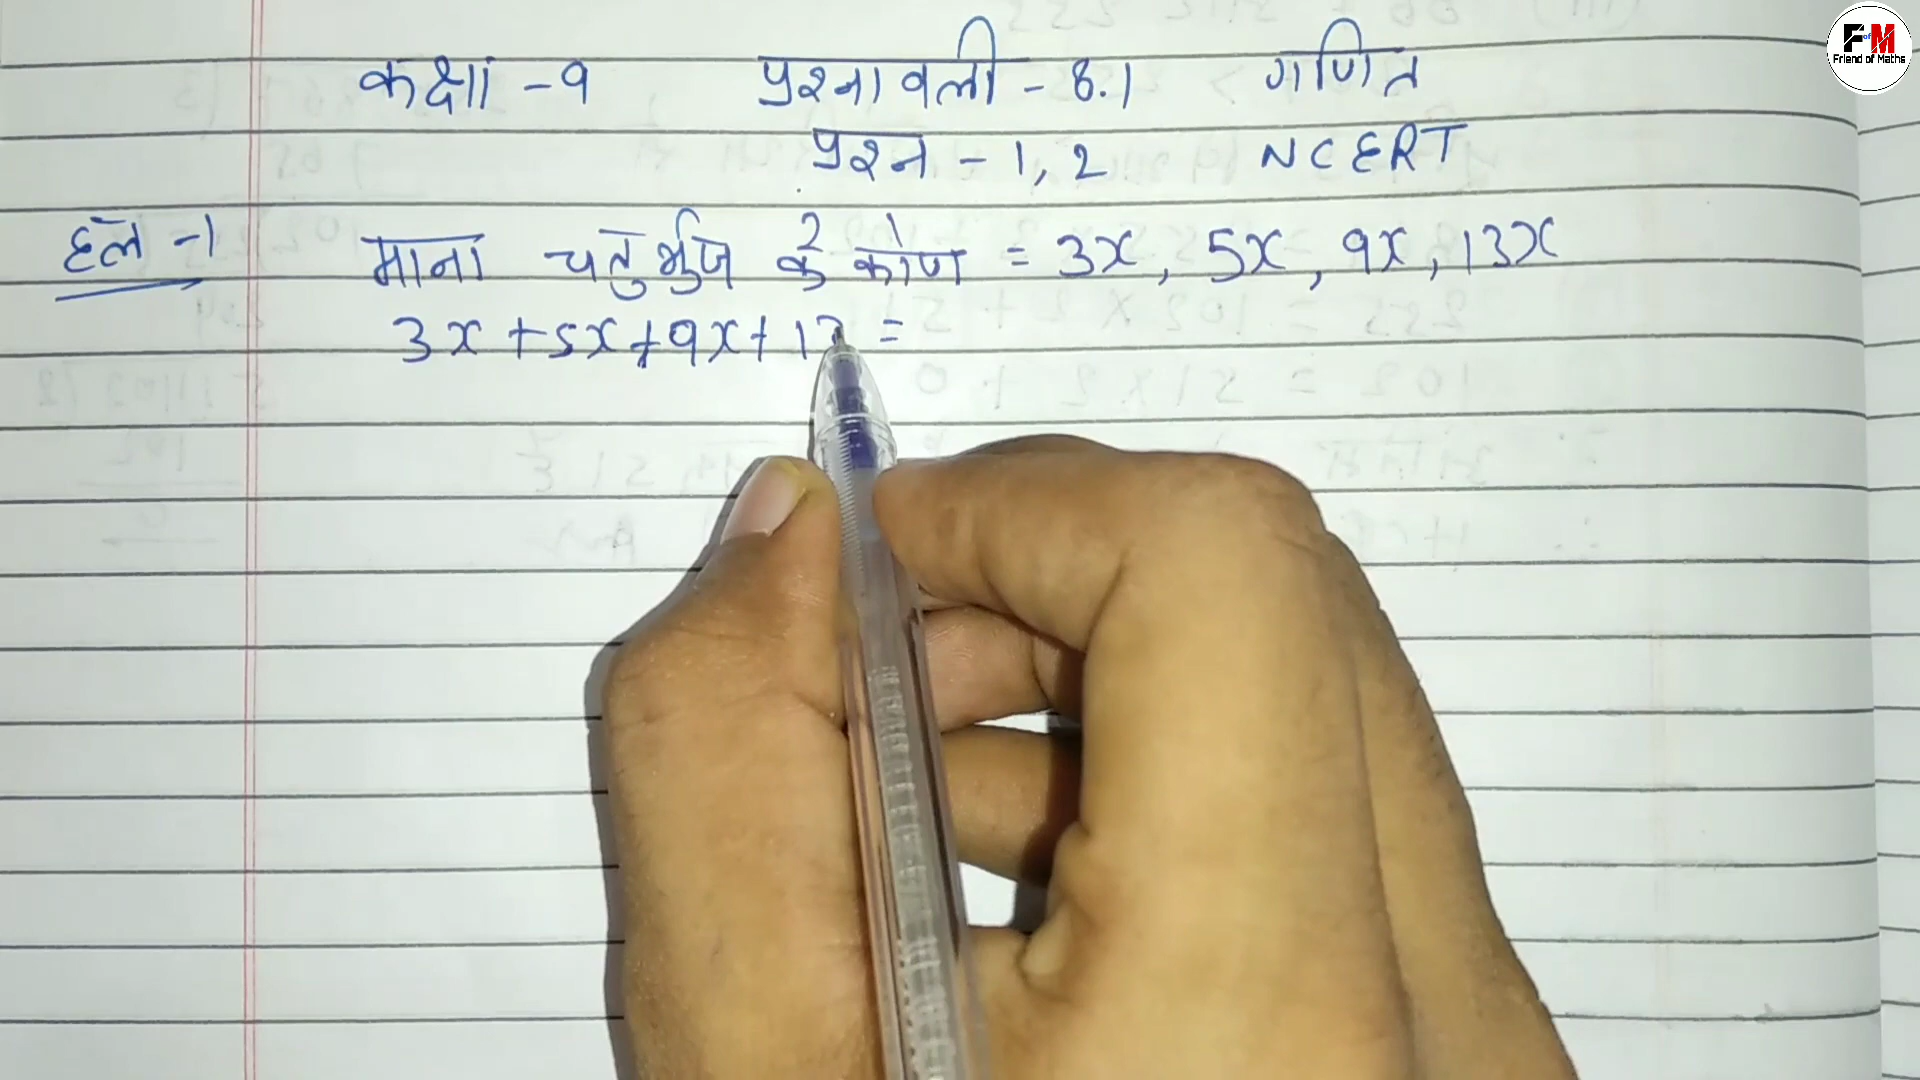 FM
of
Friend of Maths
कक्षा - 9 प्रश्नावली - 8.1 गणित
प्रश्न - 1, 2 NCERT
हल -1 माना चतुर्भुज के कोण = 3x, 5x, 9x, 13x
3x + 5x + 9x + 13 =